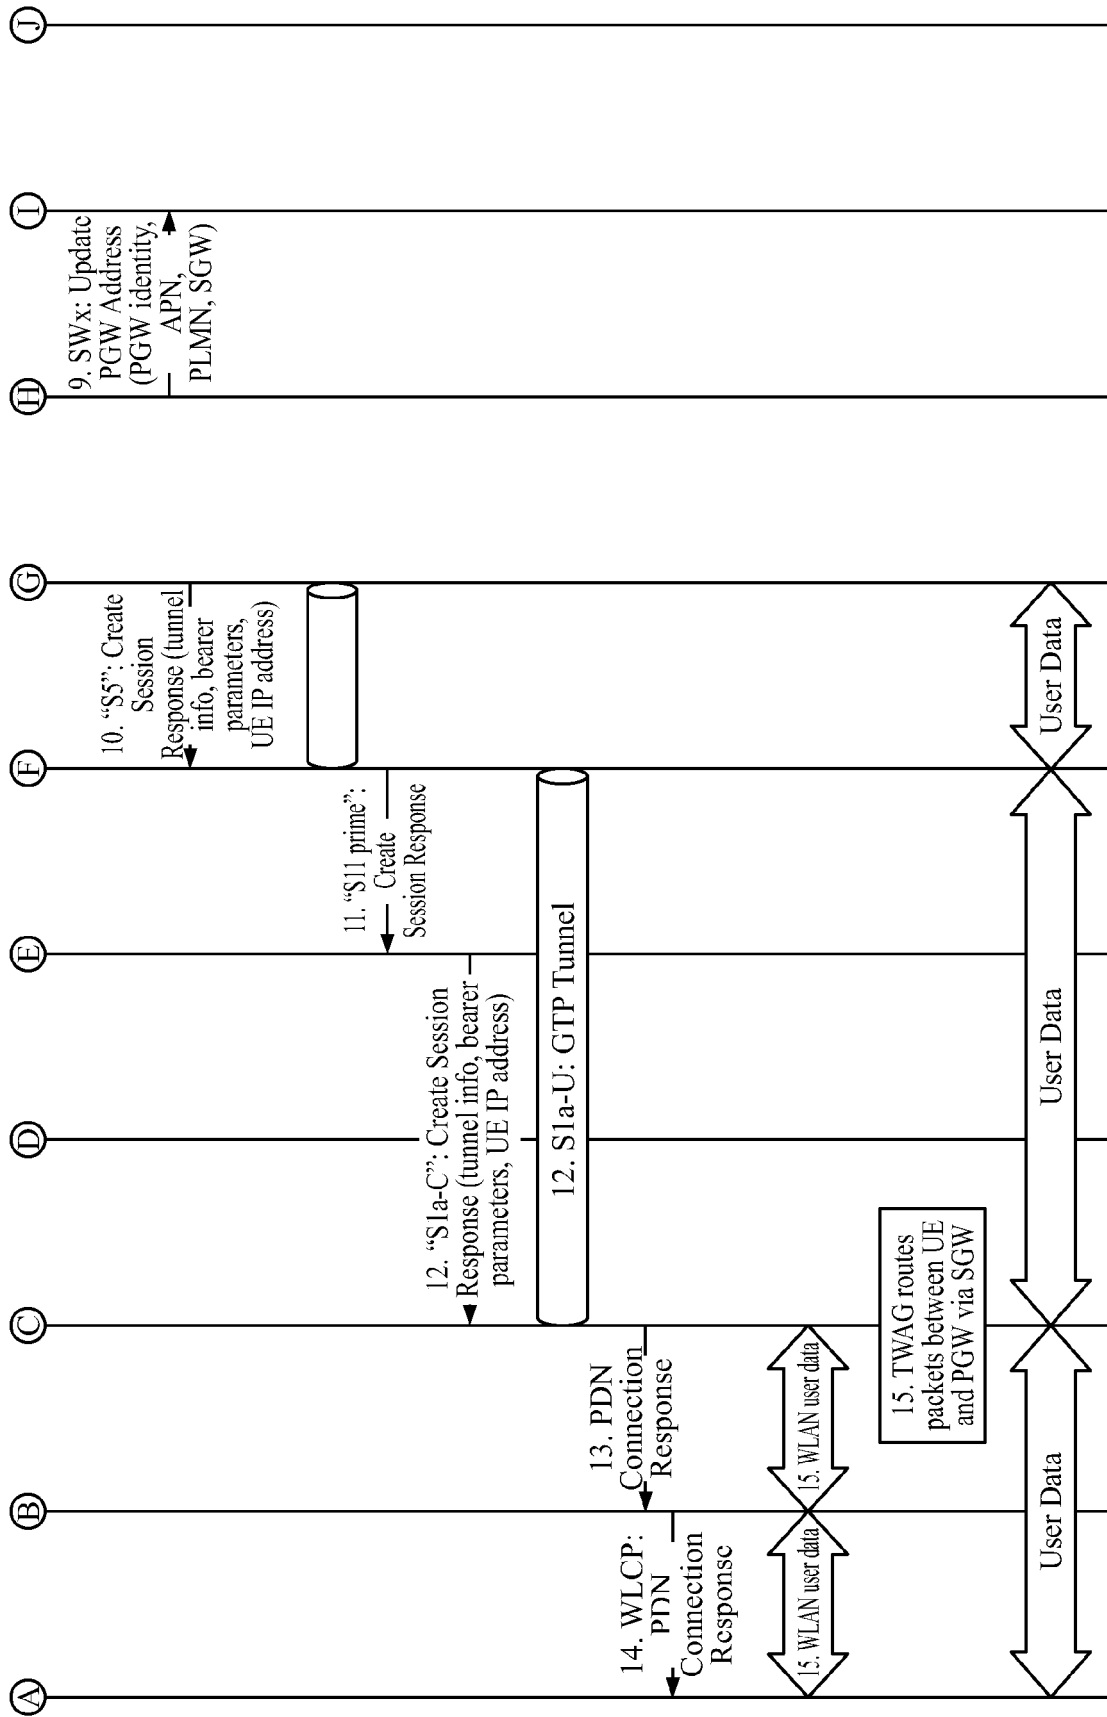 A
B
C
D
E
F
G
H
I
J
9. SWx: Update
PGW Address
(PGW identity,
APN,
PLMN, SGW)
10. “S5”: Create
Session
Response (tunnel
info, bearer
parameters,
UE IP address)
11. “S11 prime”:
Create
Session Response
12. “S1a-C”: Create Session
Response (tunnel info, bearer
parameters, UE IP address)
12. S1a-U: GTP Tunnel
13. PDN
Connection
Response
14. WLCP:
PDN
Connection
Response
15. WLAN user data
15. WLAN user data
15. TWAG routes
packets between UE
and PGW via SGW
User Data
User Data
User Data